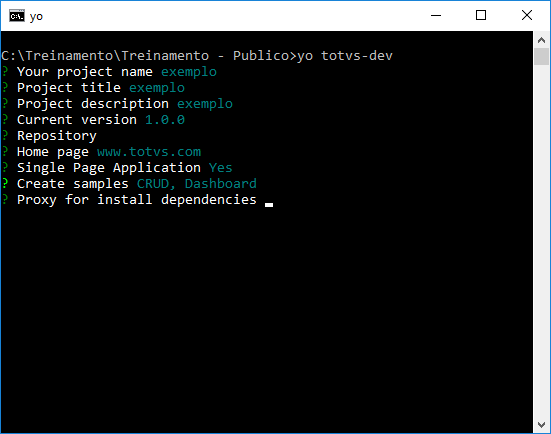 yo
C:\Treinamento\Treinamento - Publico>yo totvs-dev
? Your project name exemplo
? Project title exemplo
? Project description exemplo
? Current version 1.0.0
? Repository
? Home page www.totvs.com
? Single Page Application Yes
? Create samples CRUD, Dashboard
? Proxy for install dependencies